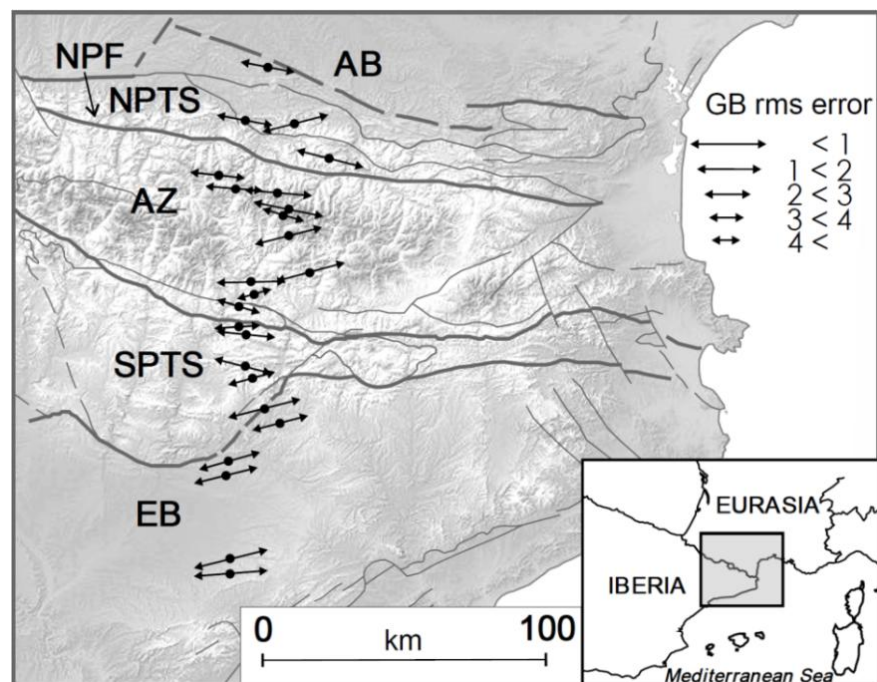 NPF
AB
NPTS
GB rms error
< 1
1 < 2
2 < 3
3 < 4
4 <
AZ
SPTS
EB
EURASIA
IBERIA
0
100
km
Mediterranean Sea